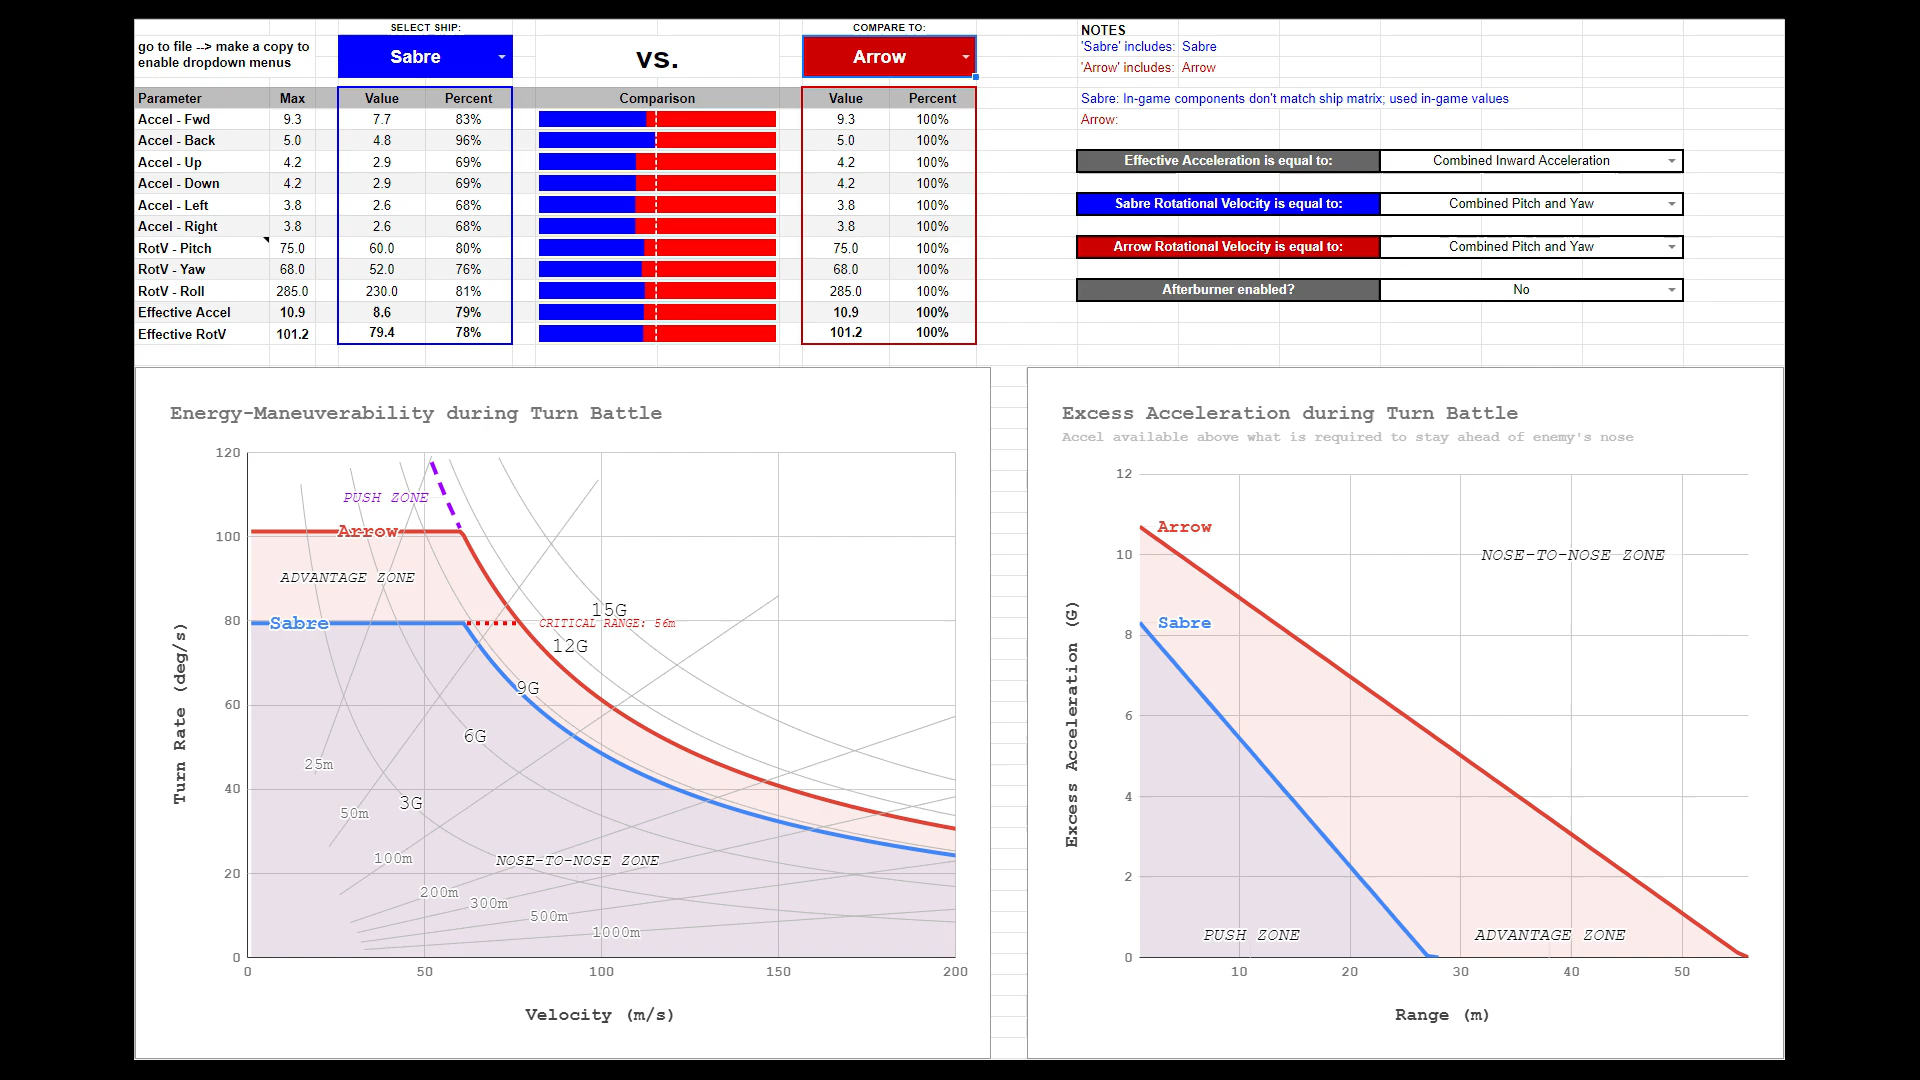 SELECT SHIP:
COMPARE TO:
go to file --> make a copy to
enable dropdown menus
Sabre
vs.
Arrow
NOTES
'Sabre' includes: Sabre
'Arrow' includes: Arrow
Sabre: In-game components don't match ship matrix; used in-game values
Arrow:
Parameter Max Value Percent Comparison Value Percent
Accel - Fwd 9.3 7.7 83% 9.3 100%
Accel - Back 5.0 4.8 96% 5.0 100%
Accel - Up 4.2 2.9 69% 4.2 100%
Accel - Down 4.2 2.9 69% 4.2 100%
Accel - Left 3.8 2.6 68% 3.8 100%
Accel - Right 3.8 2.6 68% 3.8 100%
RotV - Pitch 75.0 60.0 80% 75.0 100%
RotV - Yaw 68.0 52.0 76% 68.0 100%
RotV - Roll 285.0 230.0 81% 285.0 100%
Effective Accel 10.9 8.6 79% 10.9 100%
Effective RotV 101.2 79.4 78% 101.2 100%
Effective Acceleration is equal to: Combined Inward Acceleration
Sabre Rotational Velocity is equal to: Combined Pitch and Yaw
Arrow Rotational Velocity is equal to: Combined Pitch and Yaw
Afterburner enabled? No
Energy-Maneuverability during Turn Battle
120
100
80
60
40
20
0
Turn Rate (deg/s)
PUSH ZONE
Arrow
ADVANTAGE ZONE
Sabre
15G
CRITICAL RANGE: 56m
12G
9G
6G
25m
3G
50m
100m
NOSE-TO-NOSE ZONE
200m
300m
500m
1000m
0 50 100 150 200
Velocity (m/s)
Excess Acceleration during Turn Battle
Accel available above what is required to stay ahead of enemy's nose
12
10
8
6
4
2
0
Excess Acceleration (G)
Arrow
NOSE-TO-NOSE ZONE
Sabre
PUSH ZONE
ADVANTAGE ZONE
10 20 30 40 50
Range (m)